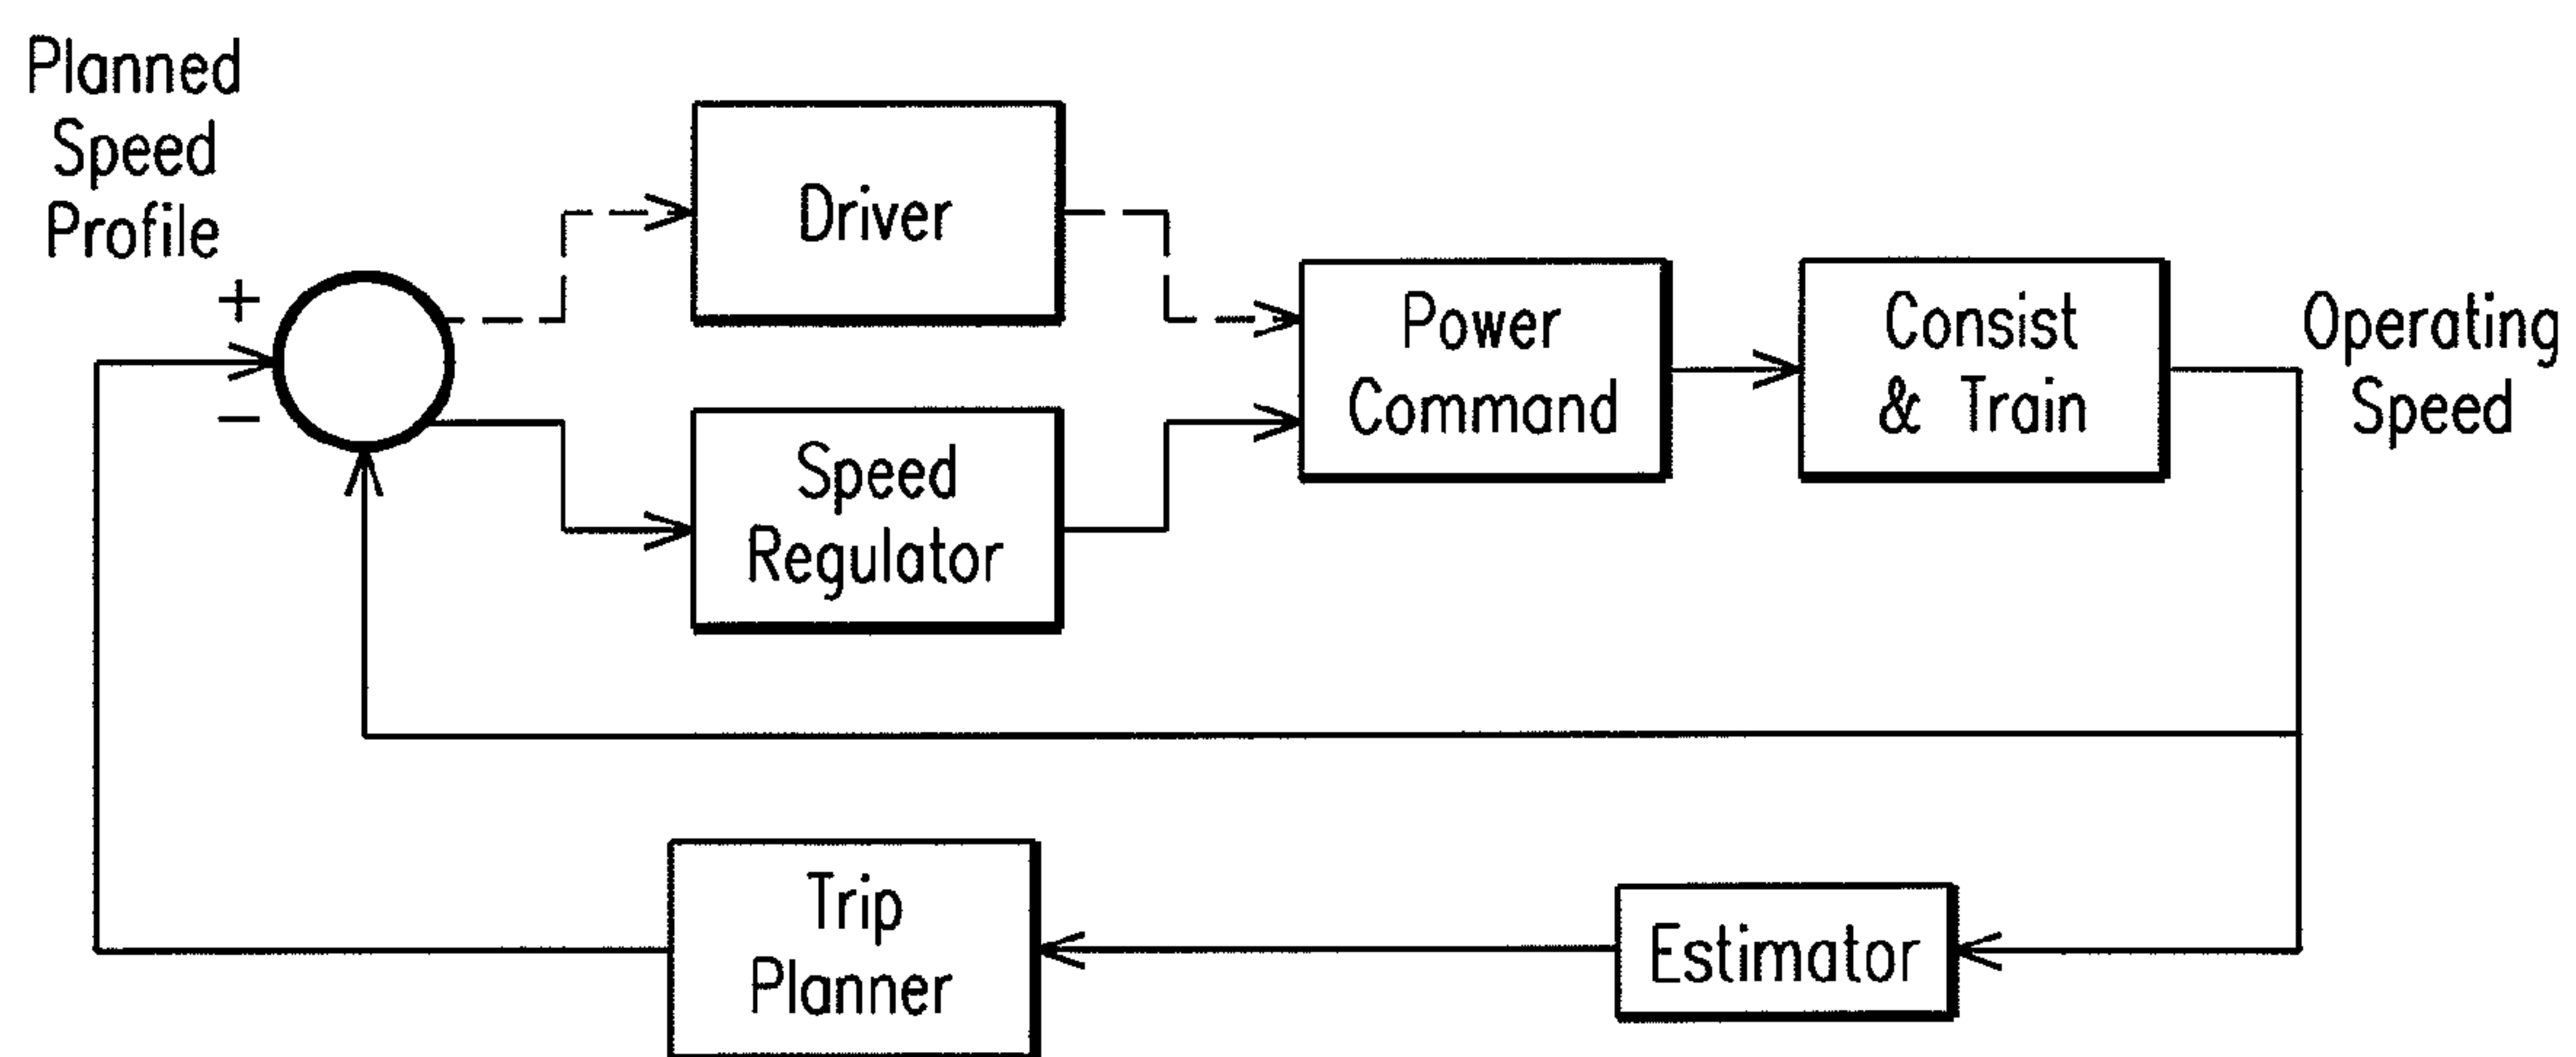 Planned
Speed
Profile
+
−
Driver
Speed
Regulator
Power
Command
Consist
& Train
Operating
Speed
Trip
Planner
Estimator